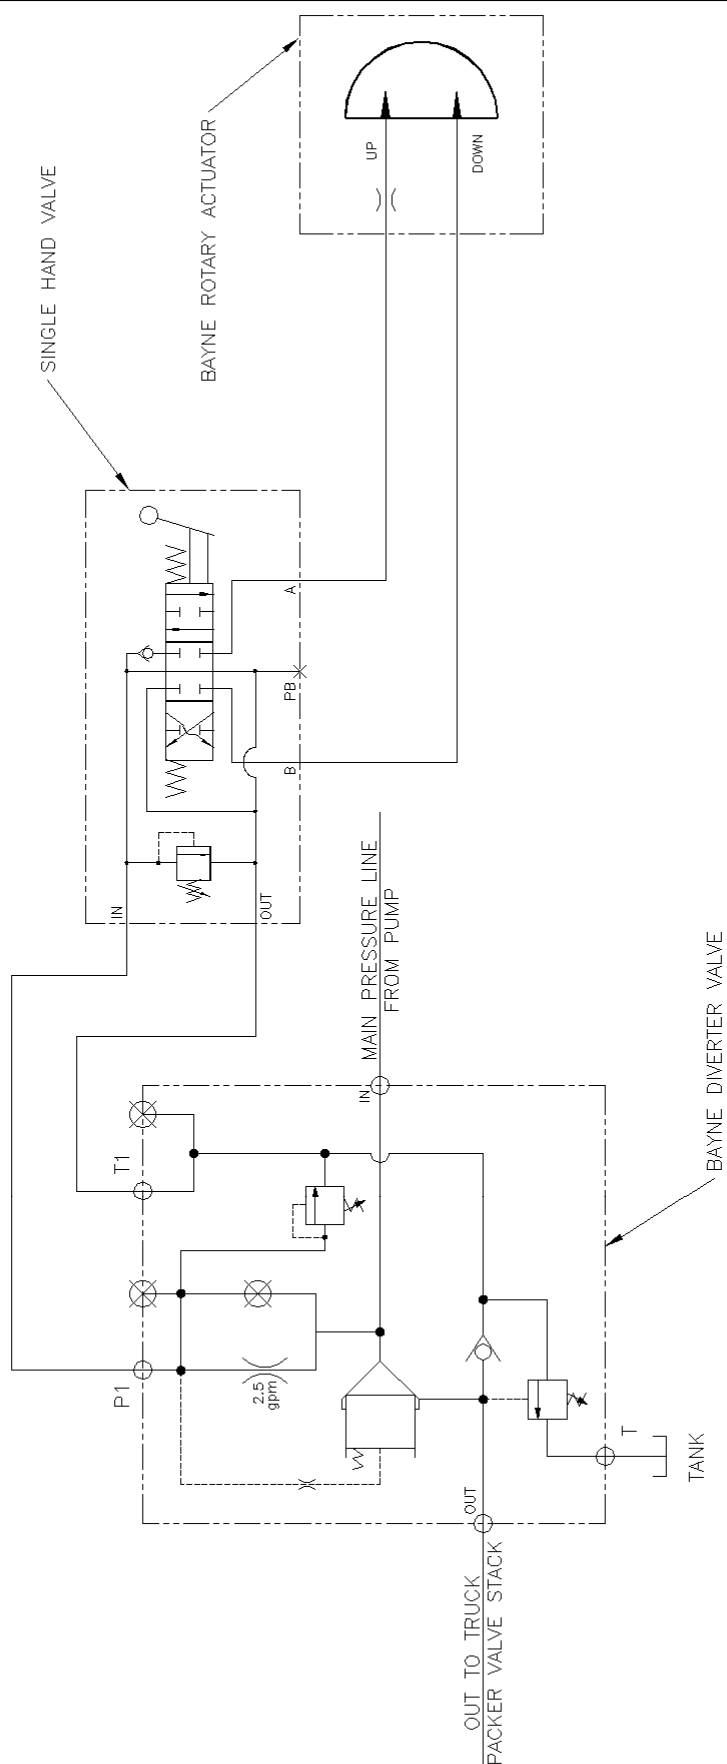 SINGLE HAND VALVE
BAYNE ROTARY ACTUATOR
UP
DOWN
A
PB
B
IN
OUT
MAIN PRESSURE LINE
FROM PUMP
IN
T1
P1
2.5
gpm
OUT
T
TANK
BAYNE DIVERTER VALVE
OUT TO TRUCK
PACKER VALVE STACK